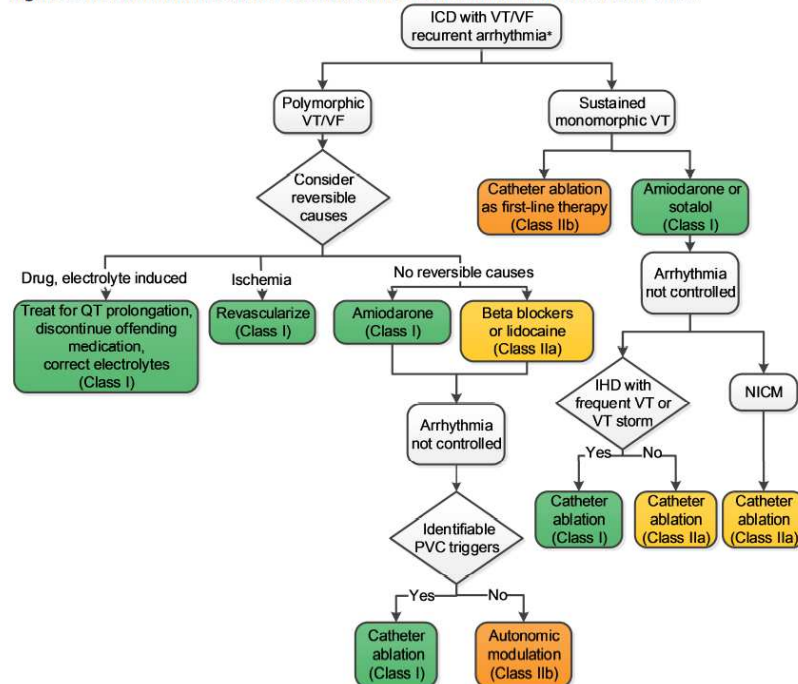 ICD with VT/VF
recurrent arrhythmia*
Polymorphic
VT/VF
Sustained
monomorphic VT
Consider
reversible
causes
Catheter ablation
as first-line therapy
(Class IIb)
Amiodarone or
sotalol
(Class I)
Drug, electrolyte induced
Ischemia
No reversible causes
Arrhythmia
not controlled
Treat for QT prolongation,
discontinue offending
medication,
correct electrolytes
(Class I)
Revascularize
(Class I)
Amiodarone
(Class I)
Beta blockers
or lidocaine
(Class IIa)
IHD with
frequent VT or
VT storm
NICM
Arrhythmia
not controlled
Yes
No
Catheter
ablation
(Class I)
Catheter
ablation
(Class IIa)
Catheter
ablation
(Class IIa)
Identifiable
PVC triggers
Yes
No
Catheter
ablation
(Class I)
Autonomic
modulation
(Class IIb)